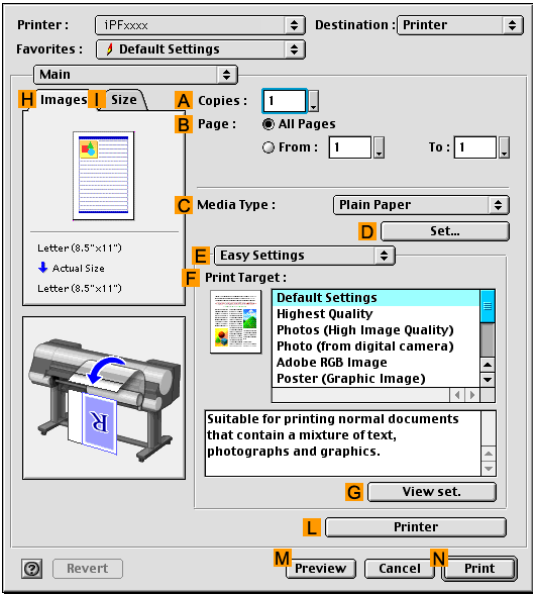 Printer : iPFxxxx Destination : Printer
Favorites : Default Settings
Main
H Images I Size
A Copies : 1
B Page : All Pages
From : 1 To : 1
C Media Type : Plain Paper
D Set...
Letter (8.5"x11")
Actual Size
Letter (8.5"x11")
E Easy Settings
F Print Target :
Default Settings
Highest Quality
Photos (High Image Quality)
Photo (from digital camera)
Adobe RGB Image
Poster (Graphic Image)
R
Suitable for printing normal documents
that contain a mixture of text,
photographs and graphics.
G View set.
L Printer
? Revert M Preview Cancel N Print